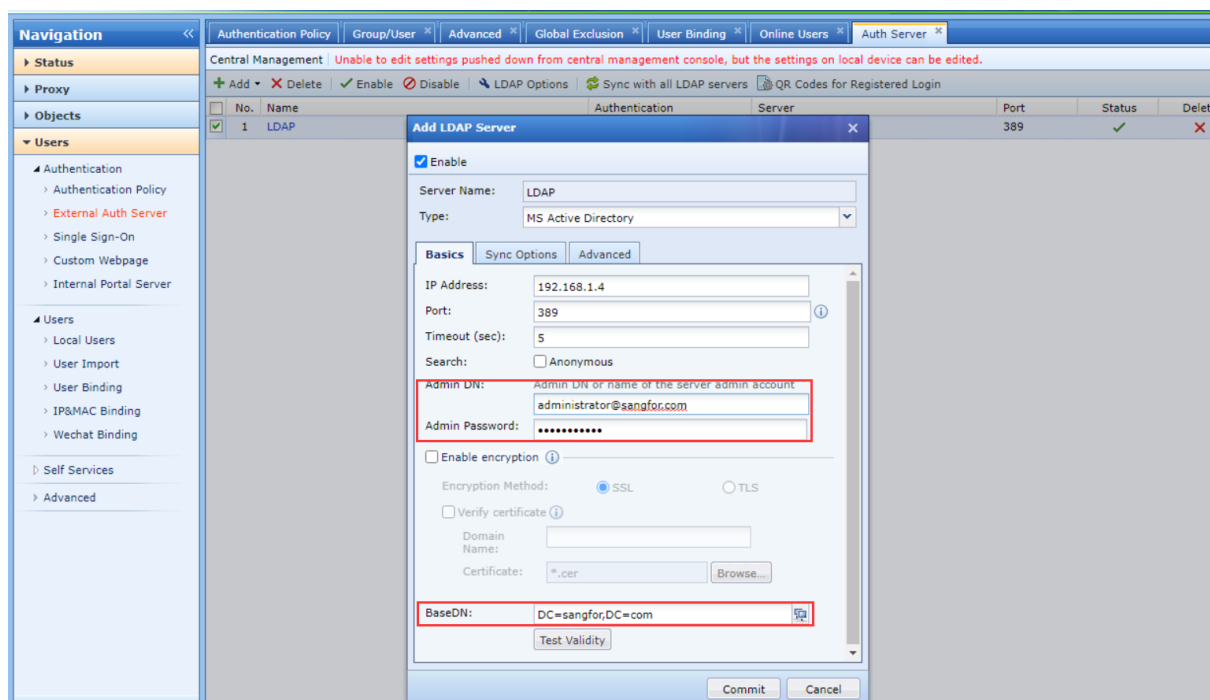 Navigation
Status
Proxy
Objects
Users
Authentication
Authentication Policy
External Auth Server
Single Sign-On
Custom Webpage
Internal Portal Server
Users
Local Users
User Import
User Binding
IP&MAC Binding
Wechat Binding
Self Services
Advanced
Authentication Policy Group/User Advanced Global Exclusion User Binding Online Users Auth Server
Central Management Unable to edit settings pushed down from central management console, but the settings on local device can be edited.
Add Delete Enable Disable LDAP Options Sync with all LDAP servers QR Codes for Registered Login
No. Name Authentication Server Port Status Delet
1 LDAP 389
Add LDAP Server
Enable
Server Name: LDAP
Type: MS Active Directory
Basics Sync Options Advanced
IP Address: 192.168.1.4
Port: 389
Timeout (sec): 5
Search: Anonymous
Admin DN: Admin DN or name of the server admin account
administrator@sangfor.com
Admin Password: •••••••••••
Enable encryption
Encryption Method: SSL TLS
Verify certificate
Domain
Name:
Certificate: *.cer Browse...
BaseDN: DC=sangfor,DC=com
Test Validity
Commit Cancel